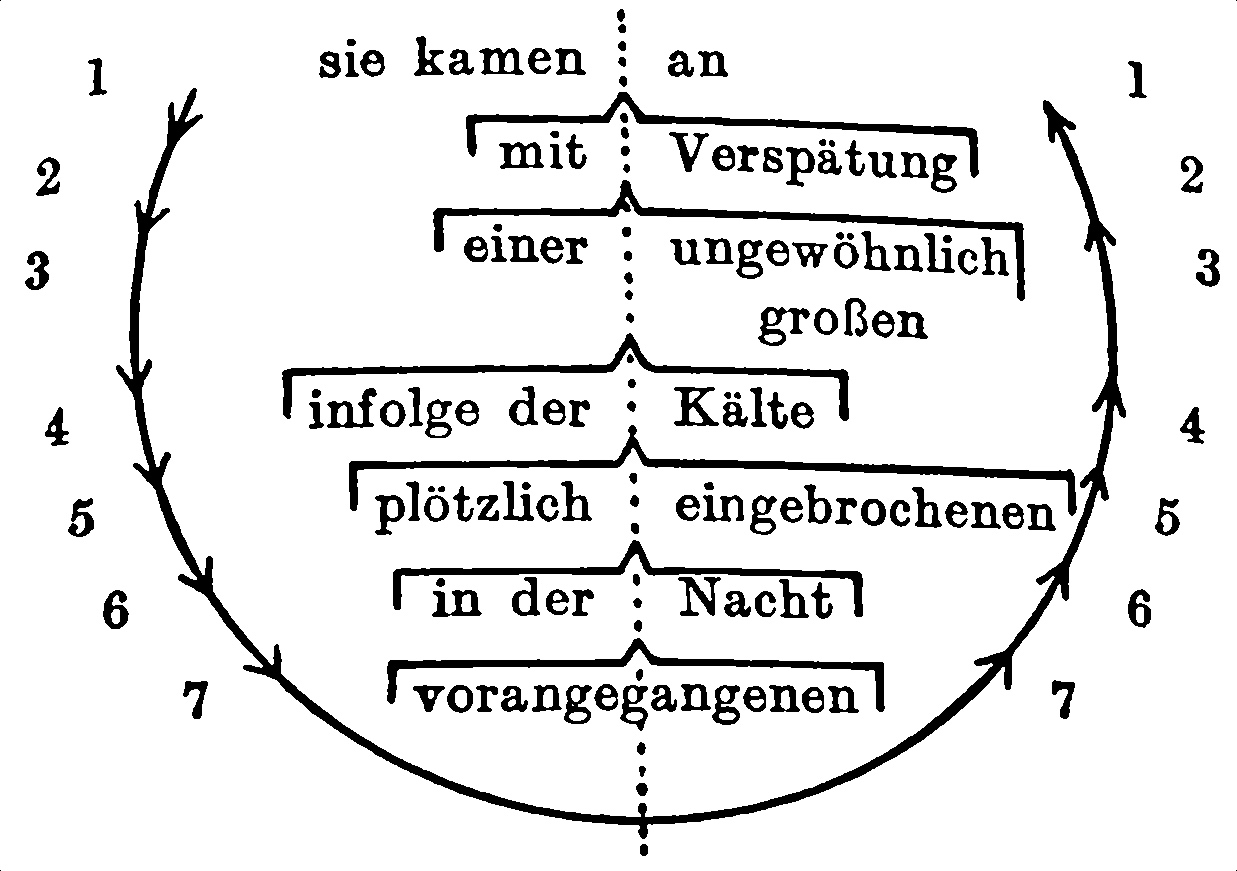 1 sie kamen an 1
2 mit Verspätung 2
3 einer ungewöhnlich 3
großen
4 infolge der Kälte 4
5 plötzlich eingebrochenen 5
6 in der Nacht 6
7 vorangegangenen 7